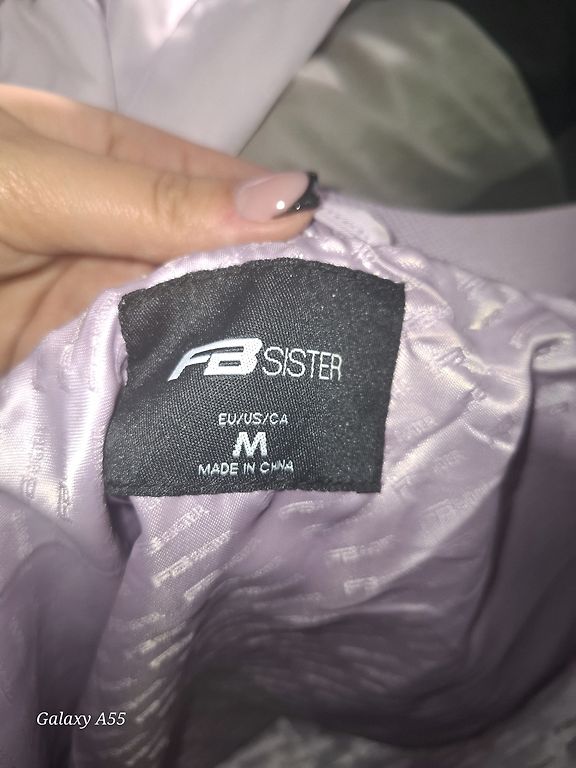 FB SISTER
EU/US/CA
M
MADE IN CHINA
Galaxy A55